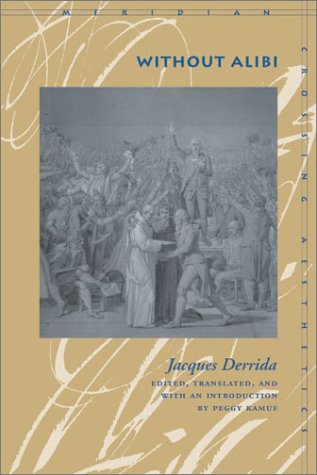 MERIDIAN
CROSSING AESTHETICS
WITHOUT ALIBI
Jacques Derrida
EDITED, TRANSLATED, AND
WITH AN INTRODUCTION
BY PEGGY KAMUF